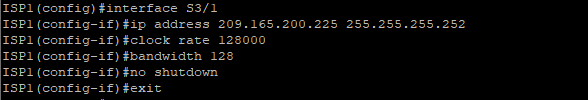 ISP1(config)#interface S3/1
ISP1(config-if)#ip address 209.165.200.225 255.255.255.252
ISP1(config-if)#clock rate 128000
ISP1(config-if)#bandwidth 128
ISP1(config-if)#no shutdown
ISP1(config-if)#exit